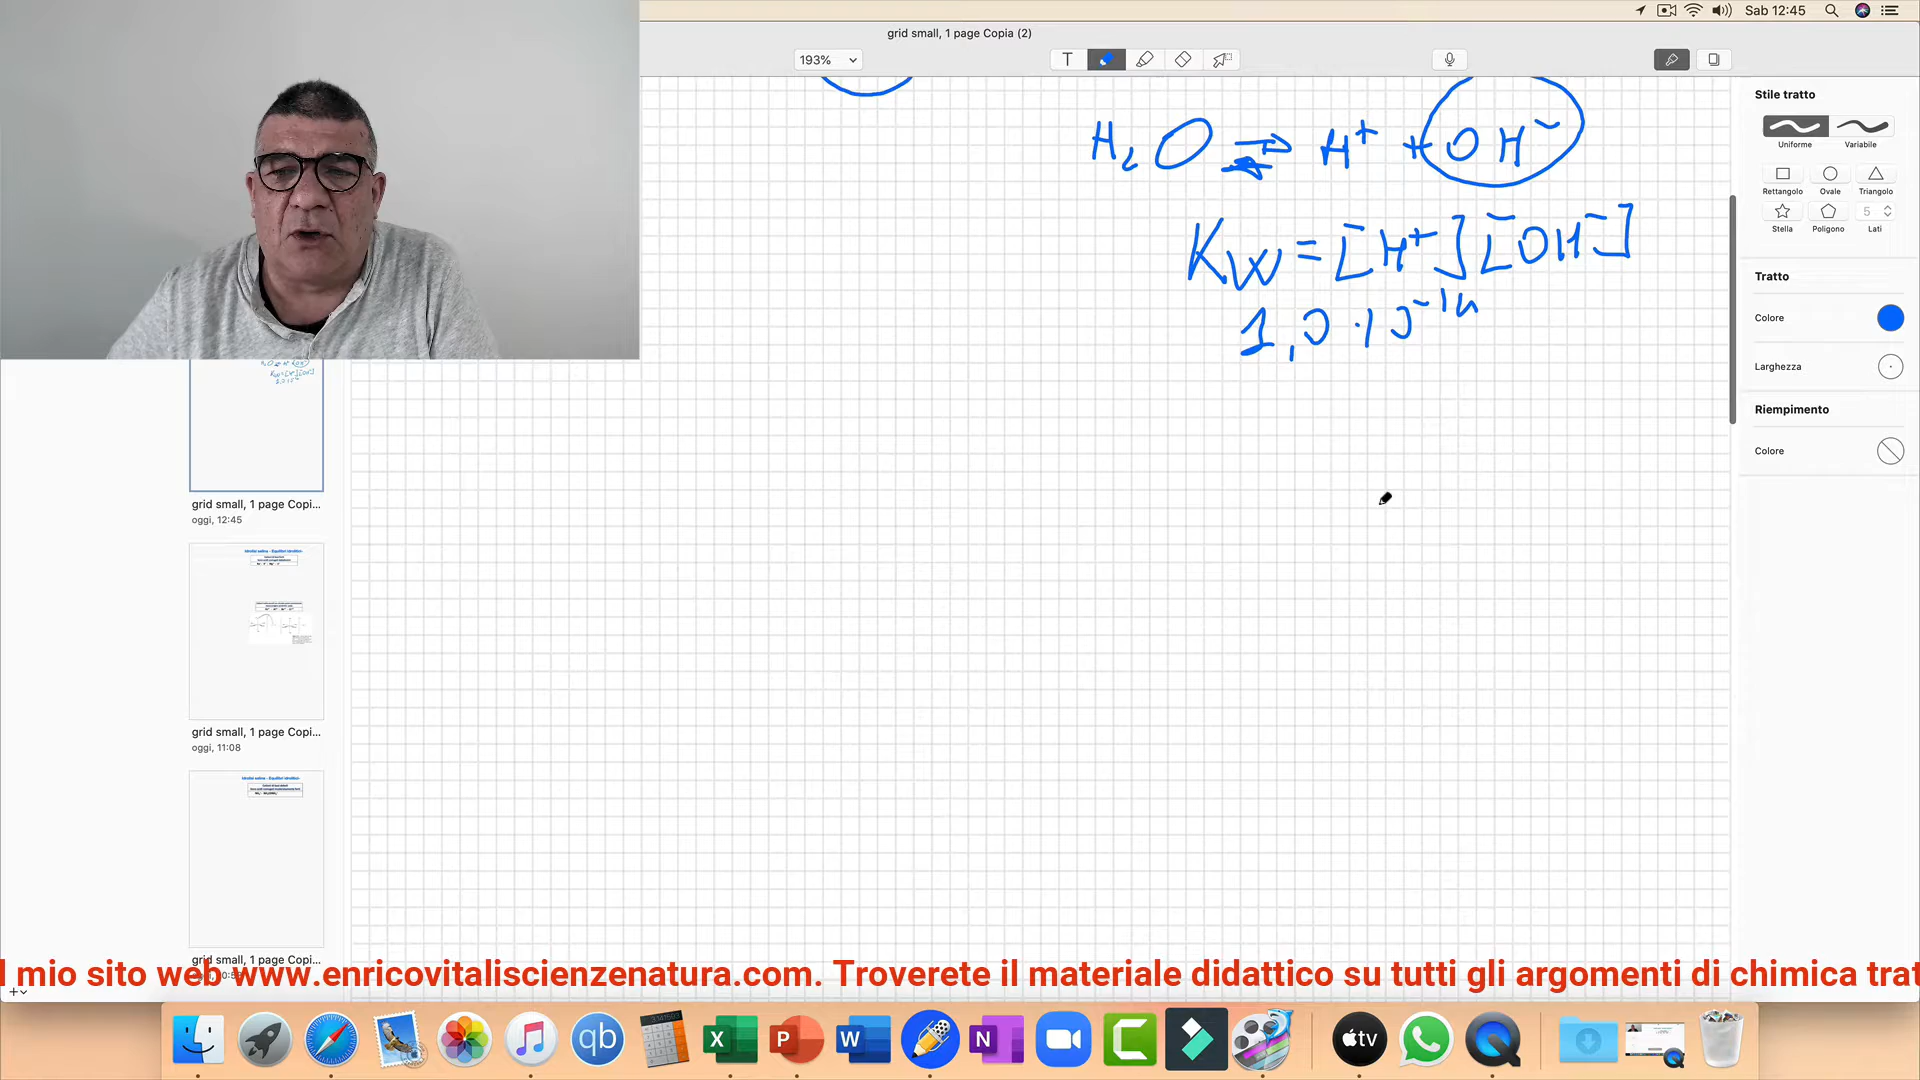 Sab 12:45
grid small, 1 page Copia (2)
193%
T
Stile tratto
Uniforme
Variabile
Rettangolo
Ovale
Triangolo
5
Stella
Poligono
Lati
Tratto
Colore
Larghezza
Riempimento
Colore
H₂O ⇌ H⁺ + OH⁻
Kw = [H⁺][OH⁻]
1,0·10⁻¹⁴
grid small, 1 page Copi...
oggi, 12:45
grid small, 1 page Copi...
oggi, 11:08
grid small, 1 page Copi...
l mio sito web www.enricovitaliscienzenatura.com. Troverete il materiale didattico su tutti gli argomenti di chimica trat
qb
X
P
W
N
tv